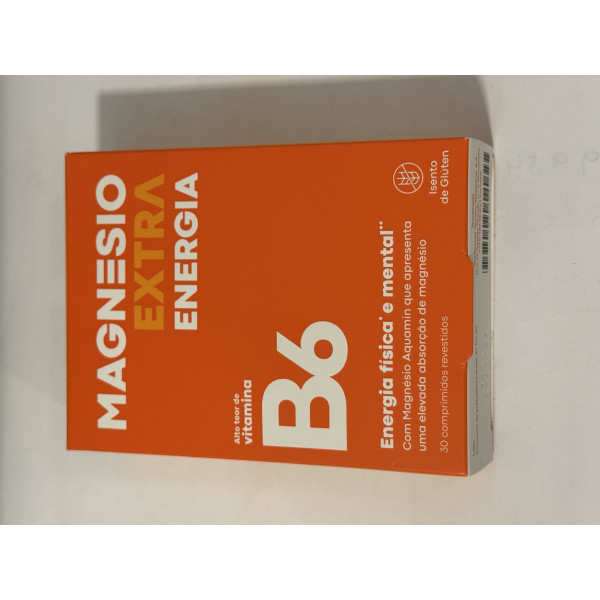 MAGNESIO
EXTRA
ENERGIA
Alto teor de
vitamina
B6
Energia física* e mental**
Com Magnésio Aquamin que apresenta
uma elevada absorção de magnésio
30 comprimidos revestidos
Isento
de Glúten